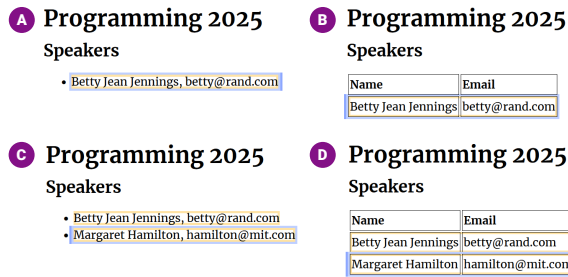 A Programming 2025
Speakers
• Betty Jean Jennings, betty@rand.com
B Programming 2025
Speakers
Name Email
Betty Jean Jennings betty@rand.com
C Programming 2025
Speakers
• Betty Jean Jennings, betty@rand.com
• Margaret Hamilton, hamilton@mit.com
D Programming 2025
Speakers
Name Email
Betty Jean Jennings betty@rand.com
Margaret Hamilton hamilton@mit.com